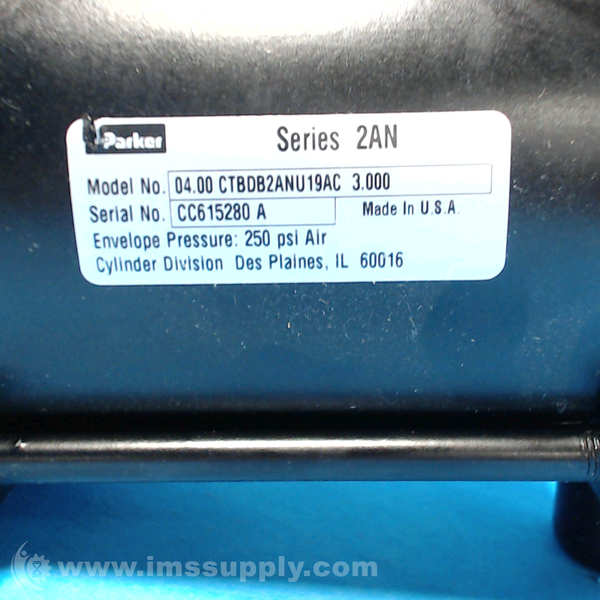 Parker
Series 2AN
Model No. 04.00 CTBDB2ANU19AC 3.000
Serial No. CC615280 A Made In U.S.A.
Envelope Pressure: 250 psi Air
Cylinder Division Des Plaines, IL 60016
www.imssupply.com